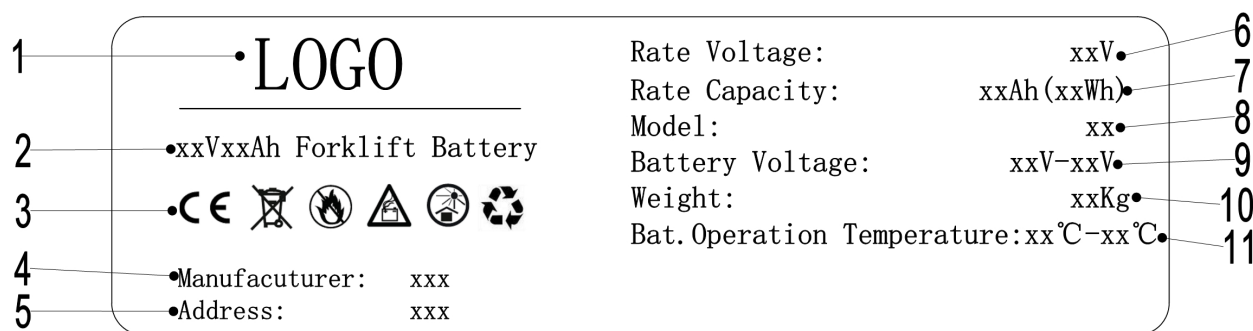 1 LOGO
2 xxVxxAh Forklift Battery
3 CE
4 Manufacuturer: xxx
5 Address: xxx
Rate Voltage: xxV 6
Rate Capacity: xxAh(xxWh) 7
Model: xx 8
Battery Voltage: xxV-xxV 9
Weight: xxKg 10
Bat.Operation Temperature:xx℃-xx℃ 11